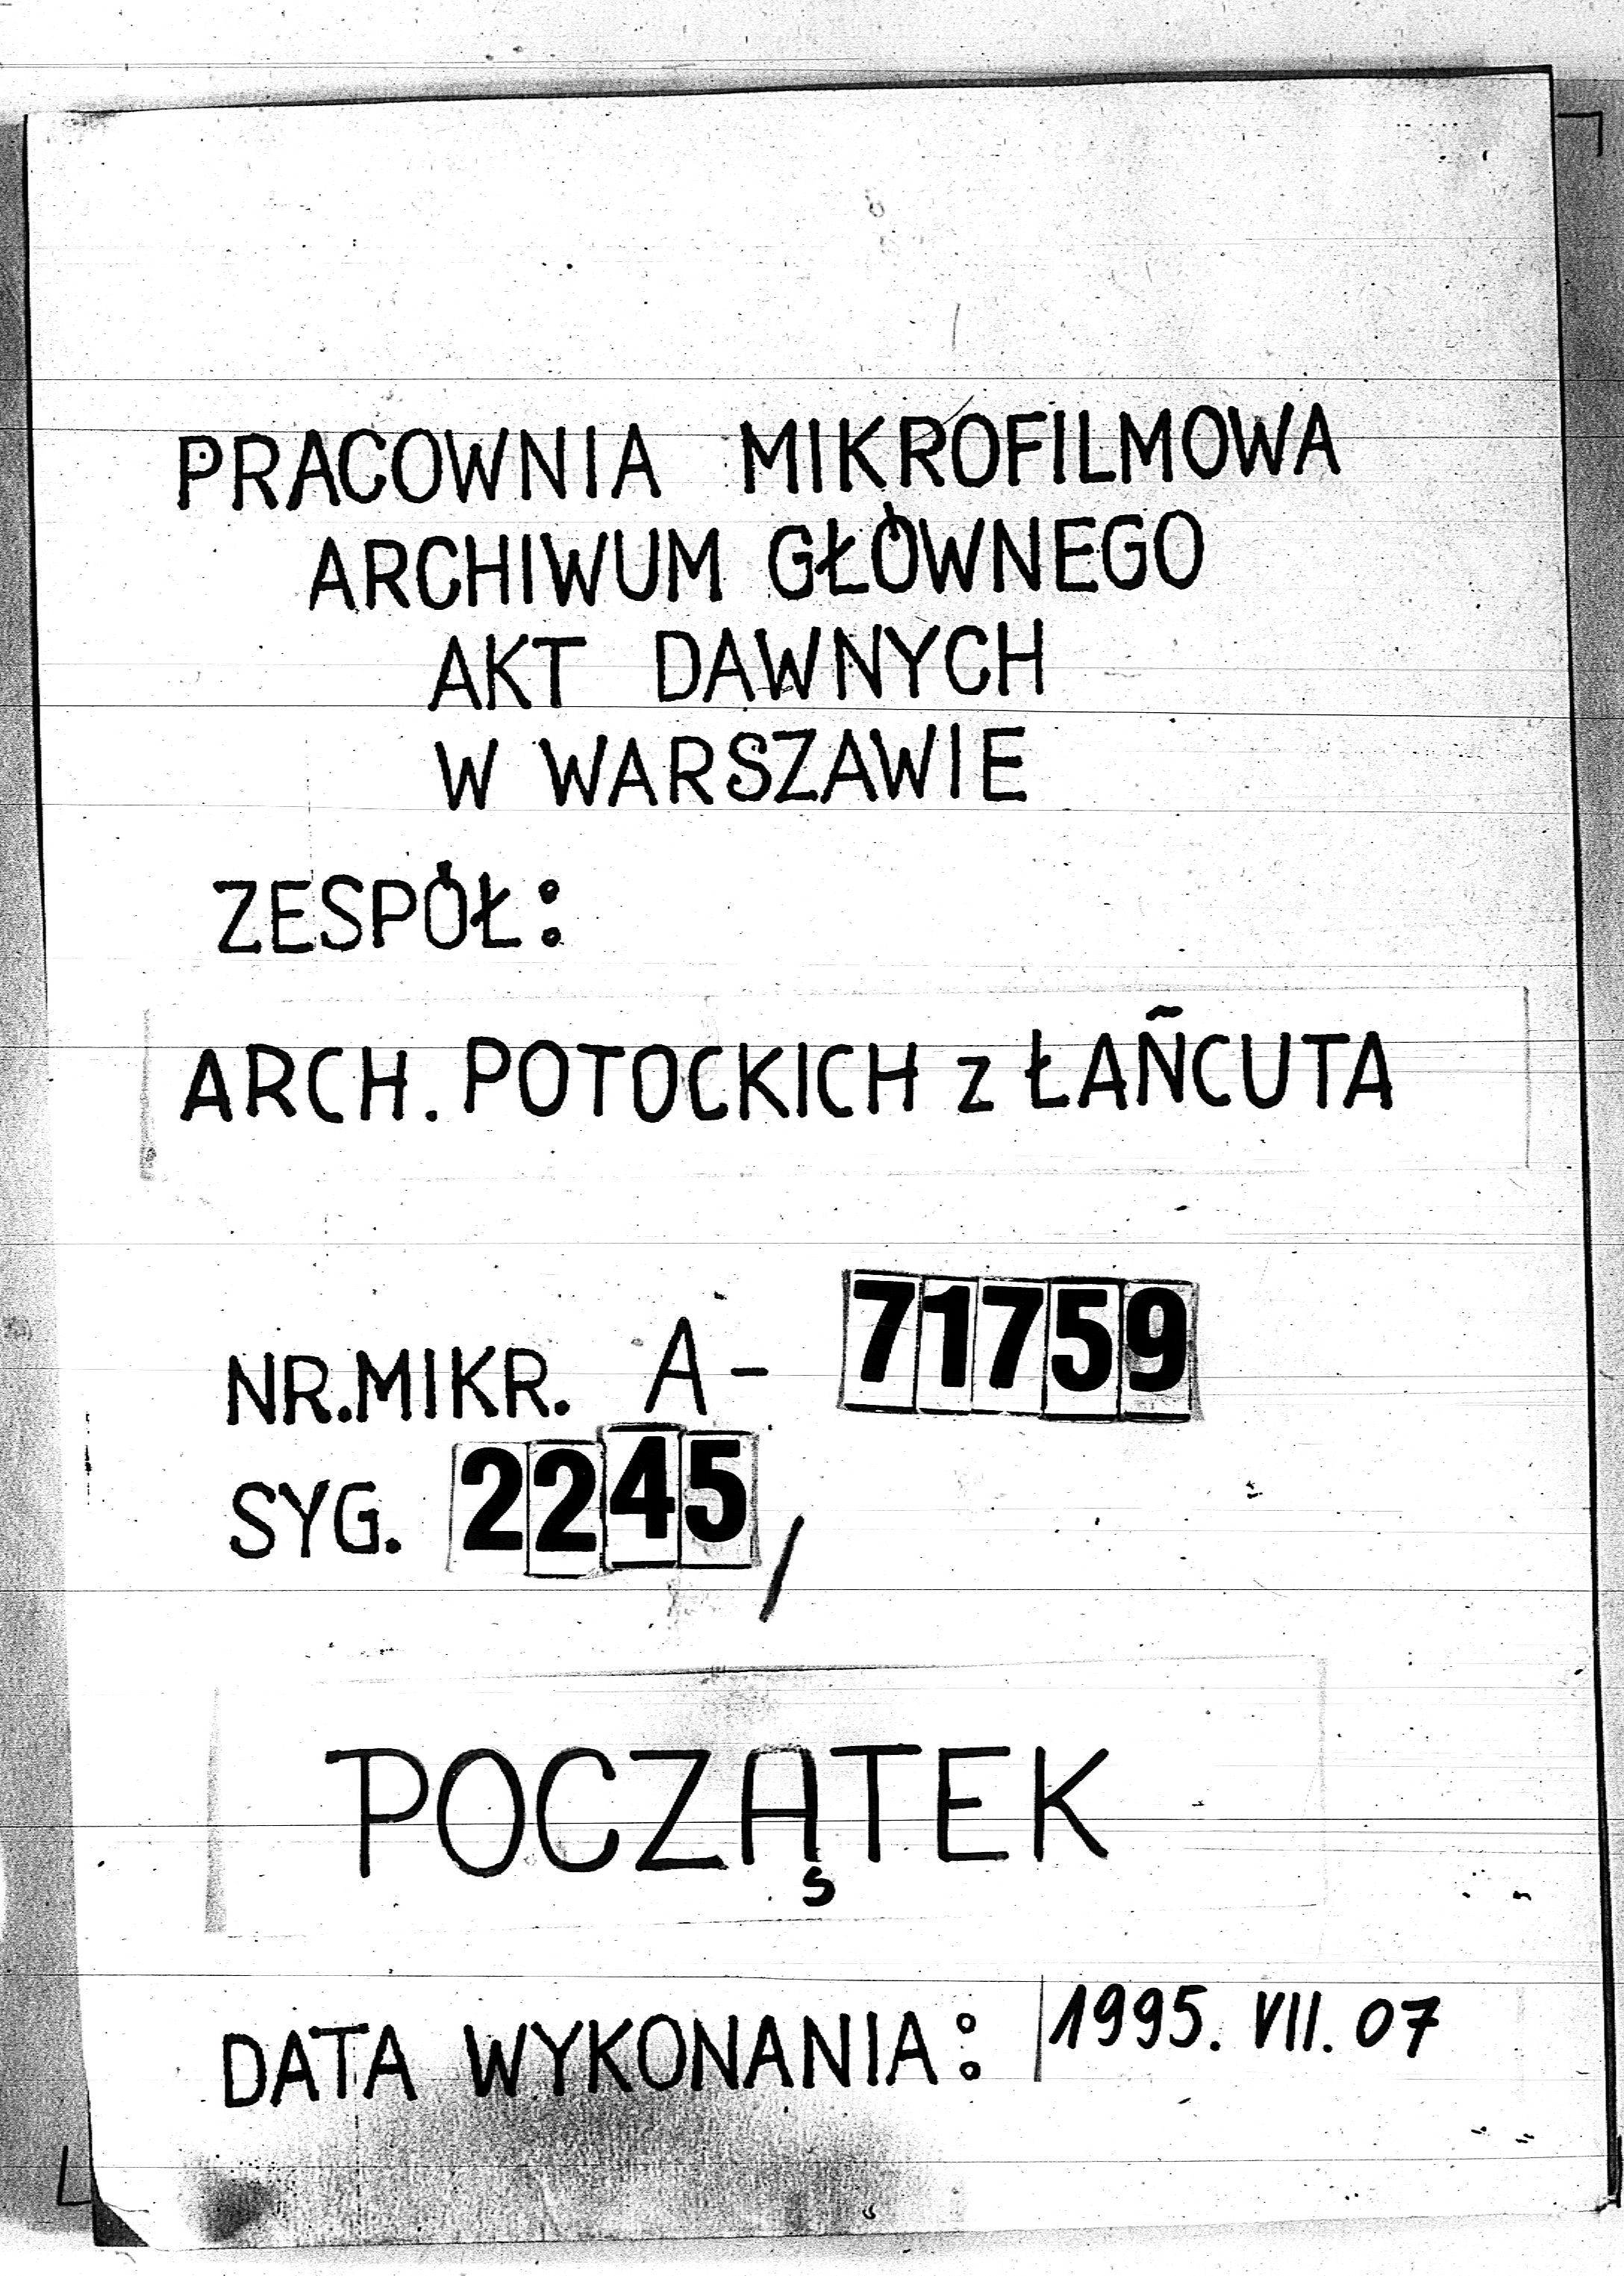 PRACOWNIA MIKROFILMOWA
ARCHIWUM GŁÓWNEGO
AKT DAWNYCH
W WARSZAWIE
ZESPÓŁ:
ARCH. POTOCKICH z ŁAŃCUTA
NR.MIKR. A- 71759
SYG. 2245/
POCZĄTEK
DATA WYKONANIA: 1995. VII. 07